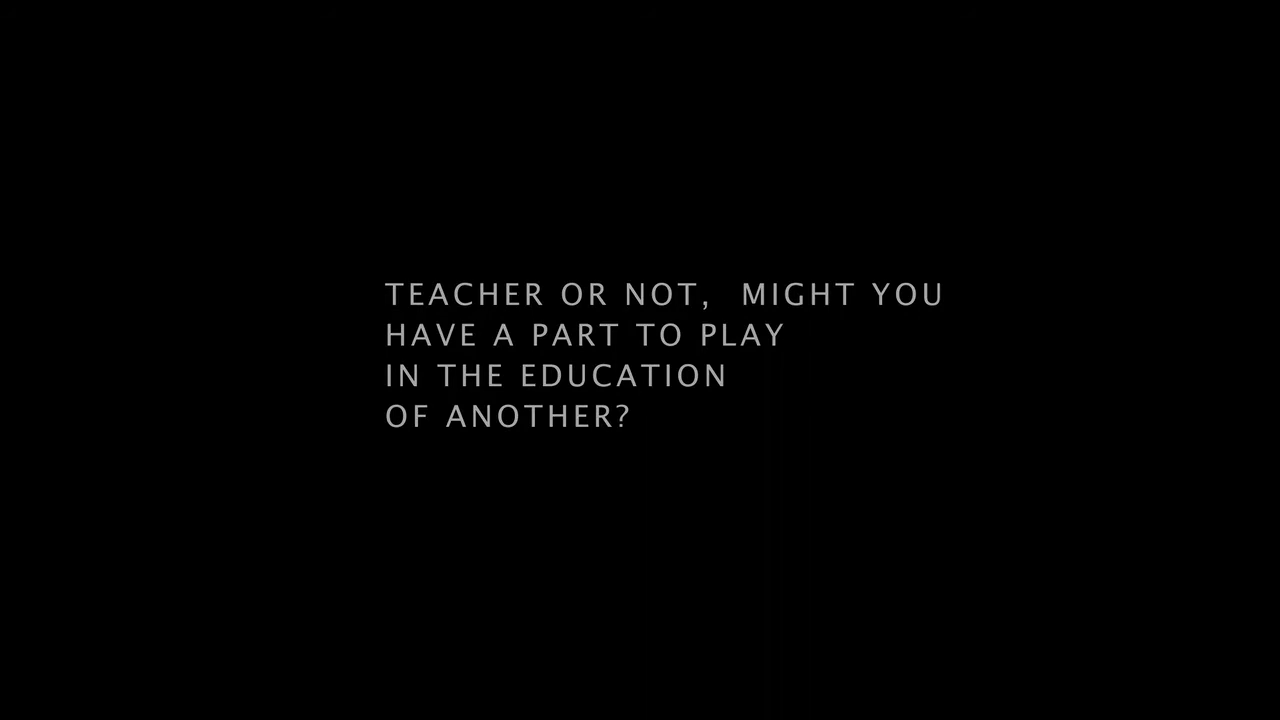 TEACHER OR NOT,  MIGHT YOU
HAVE A PART TO PLAY
IN THE EDUCATION
OF ANOTHER?